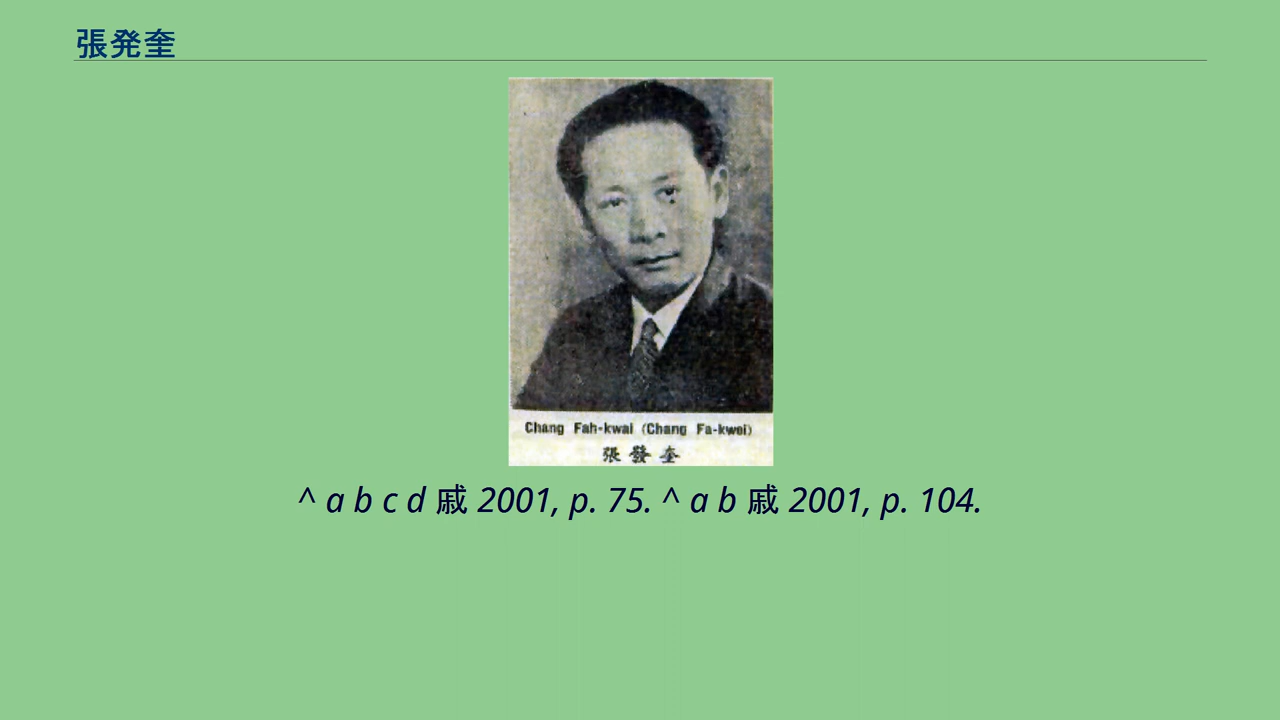 張発奎
Chang Fah-kwai (Chang Fa-kwei)
張發奎
^ a b c d 戚 2001, p. 75. ^ a b 戚 2001, p. 104.